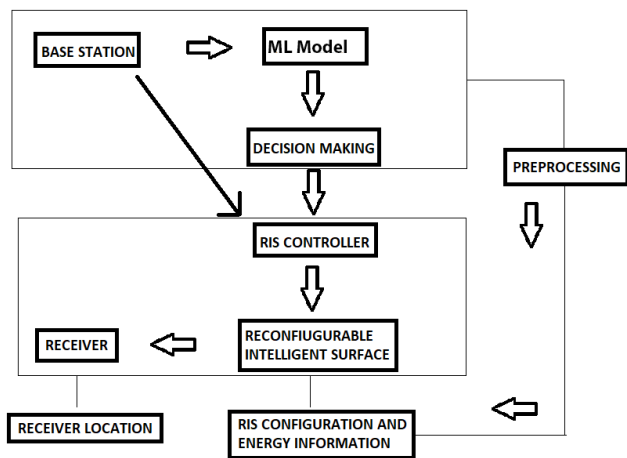 BASE STATION
ML Model
DECISION MAKING
PREPROCESSING
RIS CONTROLLER
RECEIVER
RECONFIUGURABLE
INTELLIGENT SURFACE
RECEIVER LOCATION
RIS CONFIGURATION AND
ENERGY INFORMATION